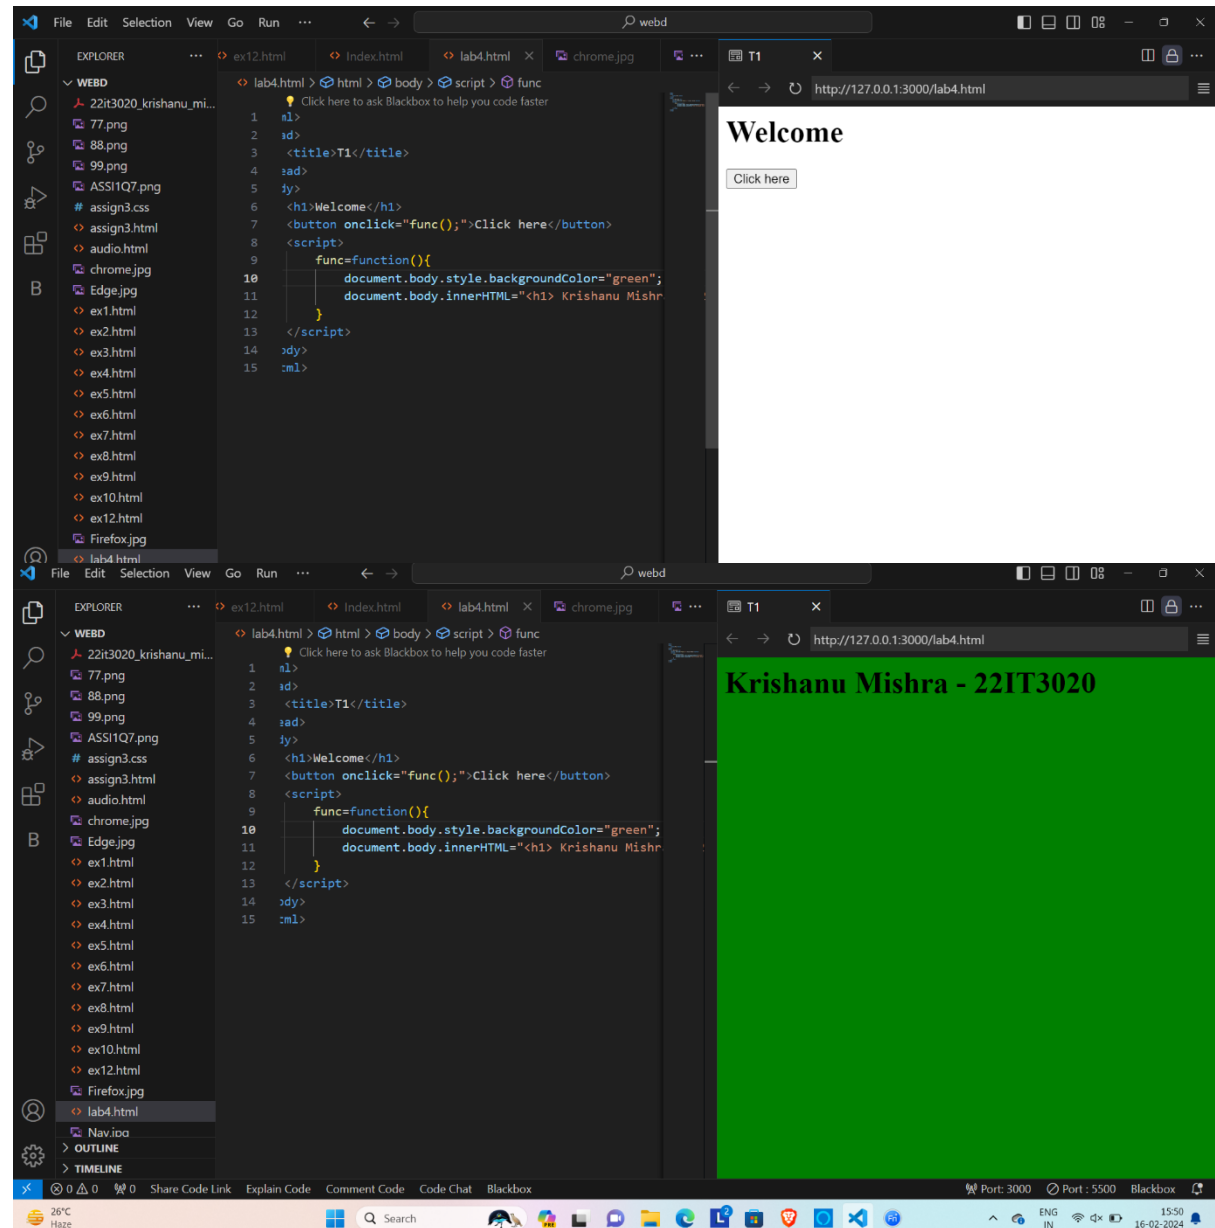 File Edit Selection View Go Run ··· ← → webd
EXPLORER ···
ex12.html Index.html lab4.html × chrome.jpg ···
T1 × ···
WEBD
lab4.html > html > body > script > func
http://127.0.0.1:3000/lab4.html
22it3020_krishanu_mi...
77.png
88.png
99.png
ASSI1Q7.png
# assign3.css
assign3.html
audio.html
chrome.jpg
Edge.jpg
ex1.html
ex2.html
ex3.html
ex4.html
ex5.html
ex6.html
ex7.html
ex8.html
ex9.html
ex10.html
ex12.html
Firefox.jpg
lab4.html
Click here to ask Blackbox to help you code faster
1 ml>
2 ad>
3 <title>T1</title>
4 ead>
5 dy>
6 <h1>Welcome</h1>
7 <button onclick="func();">Click here</button>
8 <script>
9 func=function(){
10 document.body.style.backgroundColor="green";
11 document.body.innerHTML="<h1> Krishanu Mishr
12 }
13 </script>
14 ody>
15 tml>
Welcome
Click here
File Edit Selection View Go Run ··· ← → webd
EXPLORER ···
ex12.html Index.html lab4.html × chrome.jpg ···
T1 × ···
WEBD
lab4.html > html > body > script > func
http://127.0.0.1:3000/lab4.html
22it3020_krishanu_mi...
77.png
88.png
99.png
ASSI1Q7.png
# assign3.css
assign3.html
audio.html
chrome.jpg
Edge.jpg
ex1.html
ex2.html
ex3.html
ex4.html
ex5.html
ex6.html
ex7.html
ex8.html
ex9.html
ex10.html
ex12.html
Firefox.jpg
lab4.html
Nav.jpg
OUTLINE
TIMELINE
Click here to ask Blackbox to help you code faster
1 ml>
2 ad>
3 <title>T1</title>
4 ead>
5 dy>
6 <h1>Welcome</h1>
7 <button onclick="func();">Click here</button>
8 <script>
9 func=function(){
10 document.body.style.backgroundColor="green";
11 document.body.innerHTML="<h1> Krishanu Mishr
12 }
13 </script>
14 ody>
15 tml>
Krishanu Mishra - 22IT3020
0 0 0 Share Code Link Explain Code Comment Code Code Chat Blackbox Port: 3000 Port : 5500 Blackbox
26°C
Haze
Search
ENG
IN
15:50
16-02-2024